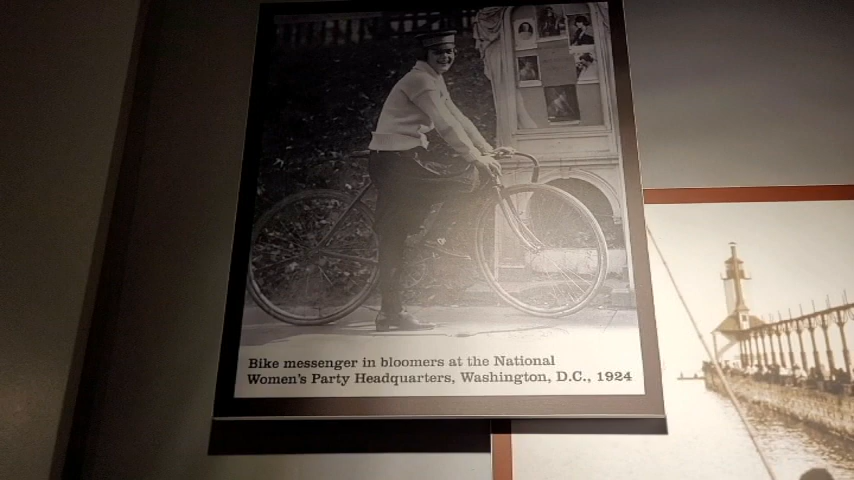 Bike messenger in bloomers at the National
Women's Party Headquarters, Washington, D.C., 1924